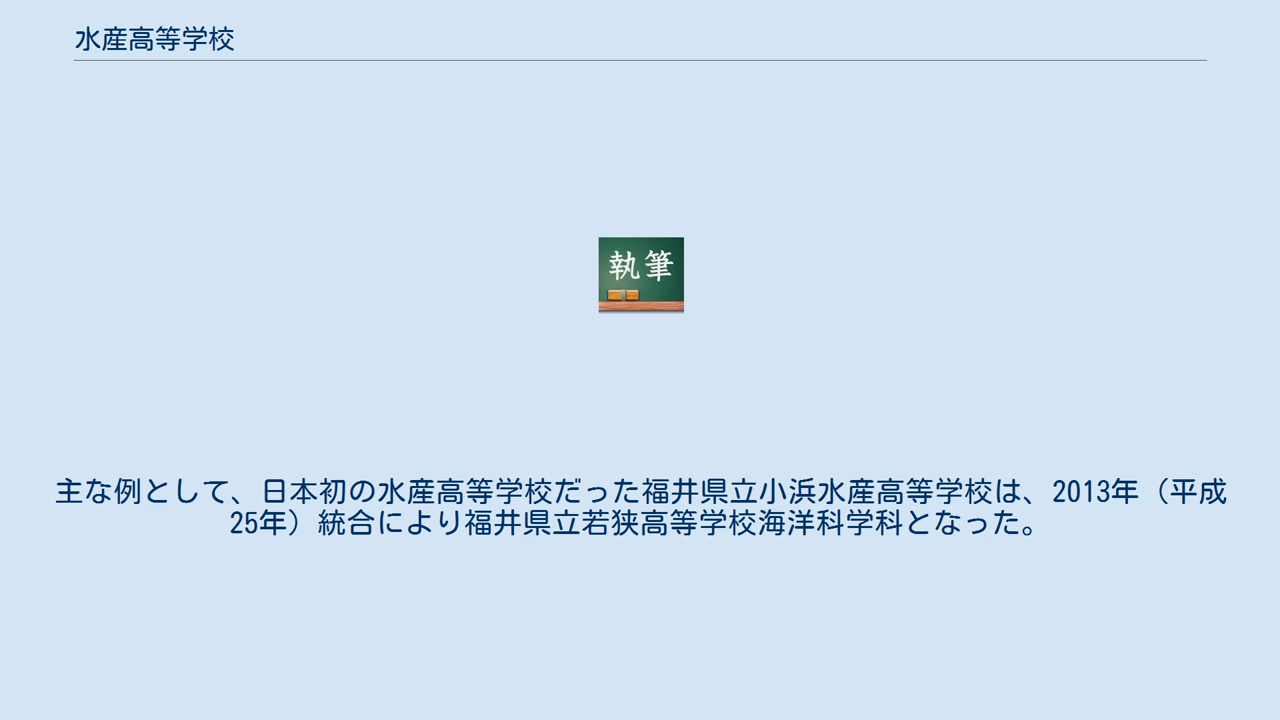 水産高等学校
執筆
主な例として、日本初の水産高等学校だった福井県立小浜水産高等学校は、2013年（平成
25年）統合により福井県立若狭高等学校海洋科学科となった。